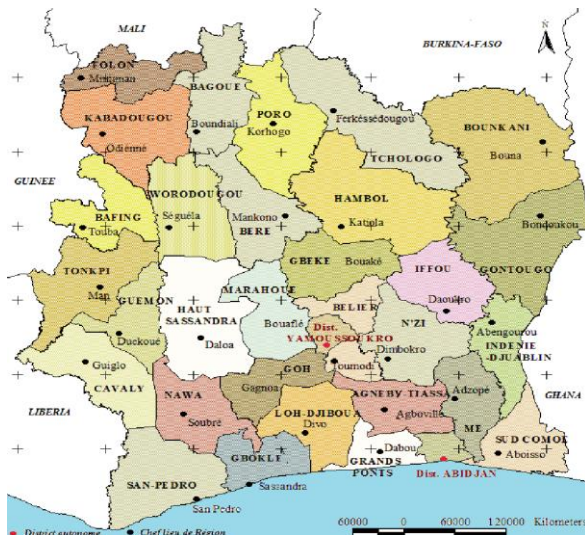 MALI
BURKINA-FASO
N
TOLON
Minignan
BAGOUE
KABADOUGOU
Boundiali
PORO
Korhogo
Ferkéssédougou
BOUNKANI
Odienné
Bouna
TCHOLOGO
GUINEE
WORODOUGOU
HAMBOL
BAFING
Séguéla
Mankono
Touba
BERE
Katipla
Bondoukou
TONKPI
GBEKE
Bouaké
IFFOU
GONTOUGO
Man
GUEMON
MARAHOUE
HAUT
SASSANDRA
BELIER
Daoukro
Bouaflé
Dist.
YAMOUSSOUKRO
N'ZI
Abengourou
Duekoué
Daloa
INDENIE
-DJUABLIN
Guiglo
Toumodi
Dimbokro
GOH
CAVALY
NAWA
Gagnoa
AGNEBY-TIASSA
Adzopé
GHANA
LIBERIA
Soubré
LOH-DJIBOUA
Agboville
Divo
ME
SUD COMOE
Dabou
Aboisso
GBOKLE
GRANDS
PONTS
Dist. ABIDJAN
SAN-PEDRO
Sassandra
San Pedro
District autonome
Chef lieu de Région
60000 0 60000 120000 Kilometers